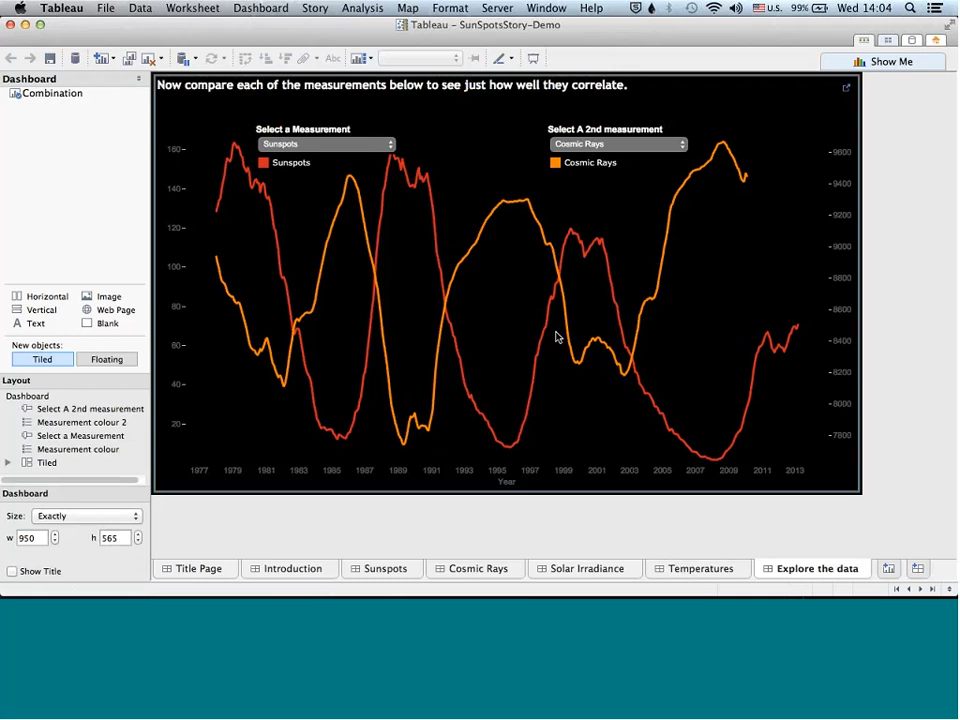 Tableau File Data Worksheet Dashboard Story Analysis Map Format Server Window Help U.S. 99% Wed 14:04
Tableau - SunSpotsStory-Demo
Abc
Show Me
Dashboard
Combination
Horizontal Image
Vertical Web Page
A Text Blank
New objects:
Tiled Floating
Layout
Dashboard
Select A 2nd measurement
Measurement colour 2
Select a Measurement
Measurement colour
Tiled
Dashboard
Size: Exactly
w 950 h 565
Show Title
Now compare each of the measurements below to see just how well they correlate.
Select a Measurement Select A 2nd measurement
Sunspots Cosmic Rays
Sunspots Cosmic Rays
160
140
120
100
80
60
40
20
9600
9400
9200
9000
8800
8600
8400
8200
8000
7800
1977 1979 1981 1983 1985 1987 1989 1991 1993 1995 1997 1999 2001 2003 2005 2007 2009 2011 2013
Year
Title Page Introduction Sunspots Cosmic Rays Solar Irradiance Temperatures Explore the data